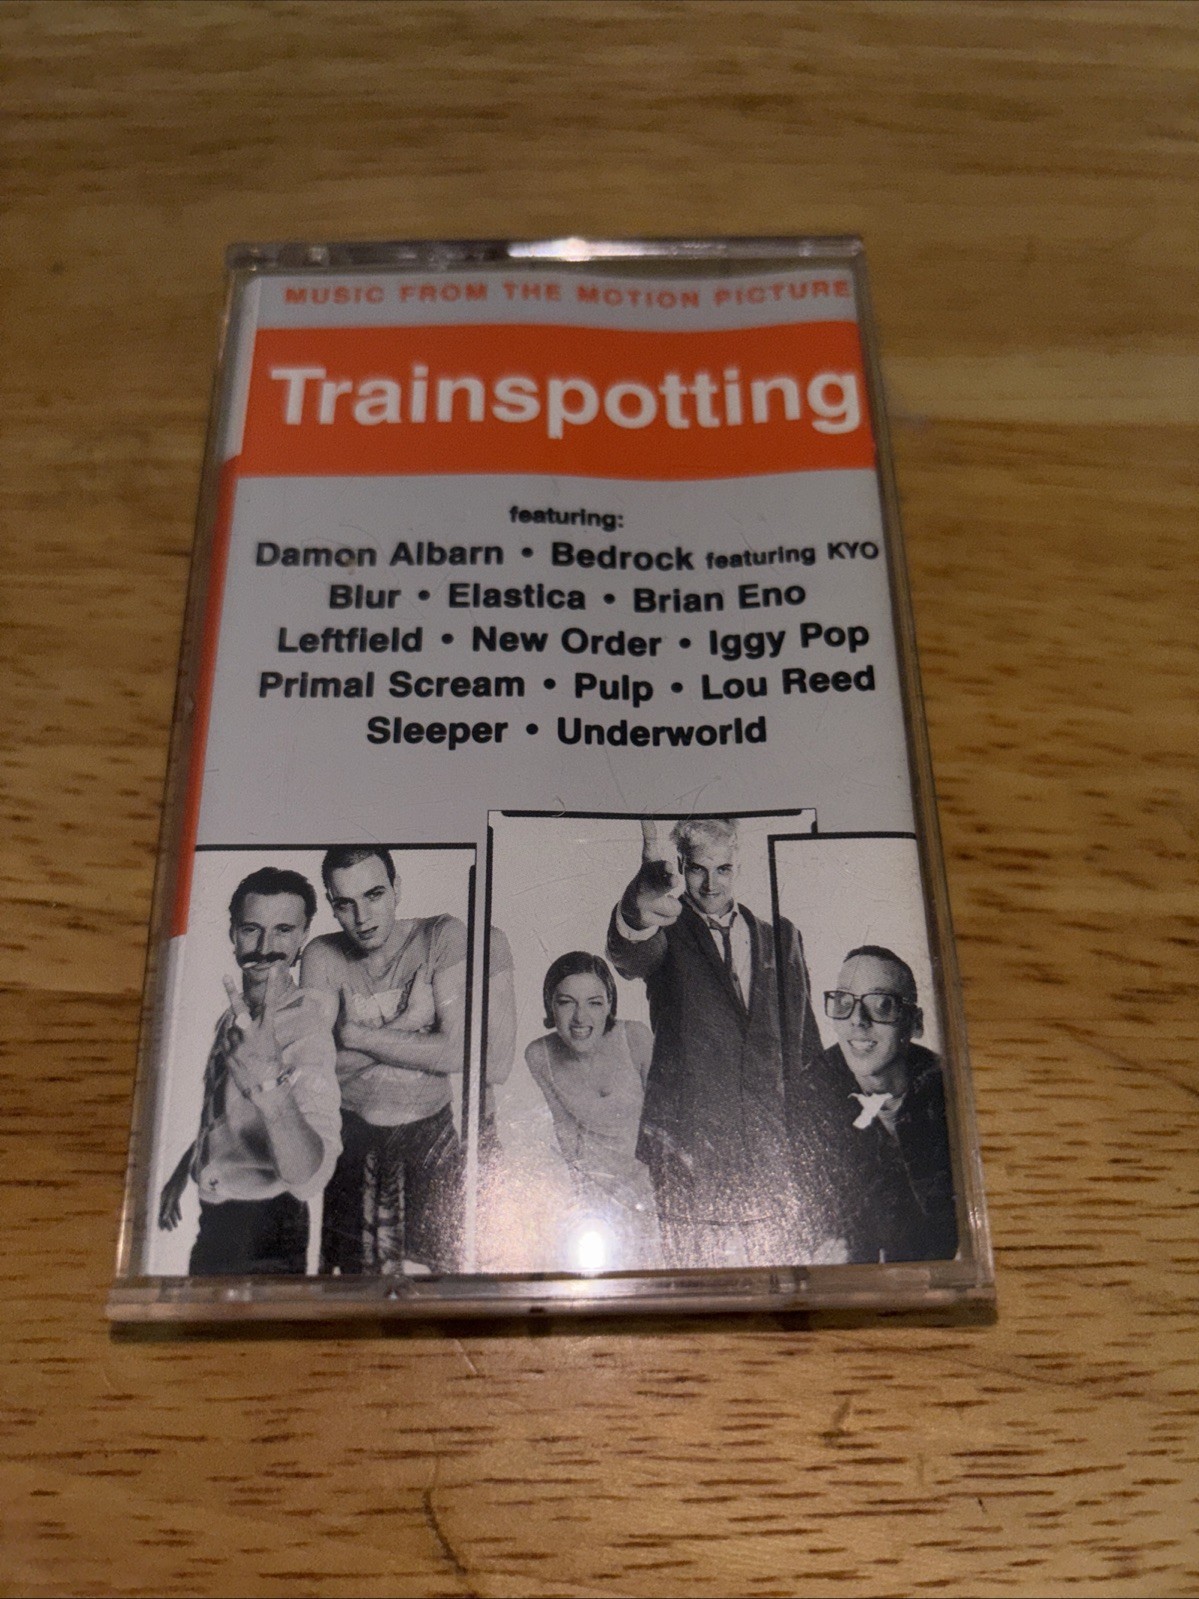 MUSIC FROM THE MOTION PICTURE
Trainspotting
featuring:
Damon Albarn • Bedrock featuring KYO
Blur • Elastica • Brian Eno
Leftfield • New Order • Iggy Pop
Primal Scream • Pulp • Lou Reed
Sleeper • Underworld